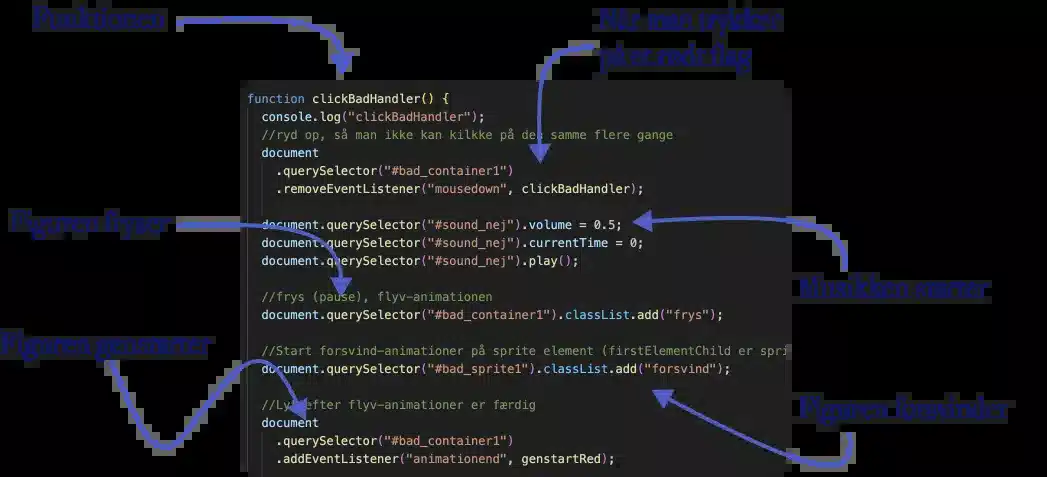 Funktionen
Når man trykker
på et rødt flag
function clickBadHandler() {
console.log("clickBadHandler");
//ryd op, så man ikke kan kilkke på den samme flere gange
document
.querySelector("#bad_container1")
.removeEventListener("mousedown", clickBadHandler);
Figuren fryser
document.querySelector("#sound_nej").volume = 0.5;
document.querySelector("#sound_nej").currentTime = 0;
document.querySelector("#sound_nej").play();
Musikken starter
//frys (pause), flyv-animationen
document.querySelector("#bad_container1").classList.add("frys");
Figuren genstarter
//Start forsvind-animationer på sprite element (firstElementChild er spri
document.querySelector("#bad_sprite1").classList.add("forsvind");
Figuren forsvinder
//Lyt efter flyv-animationer er færdig
document
.querySelector("#bad_container1")
.addEventListener("animationend", genstartRed);